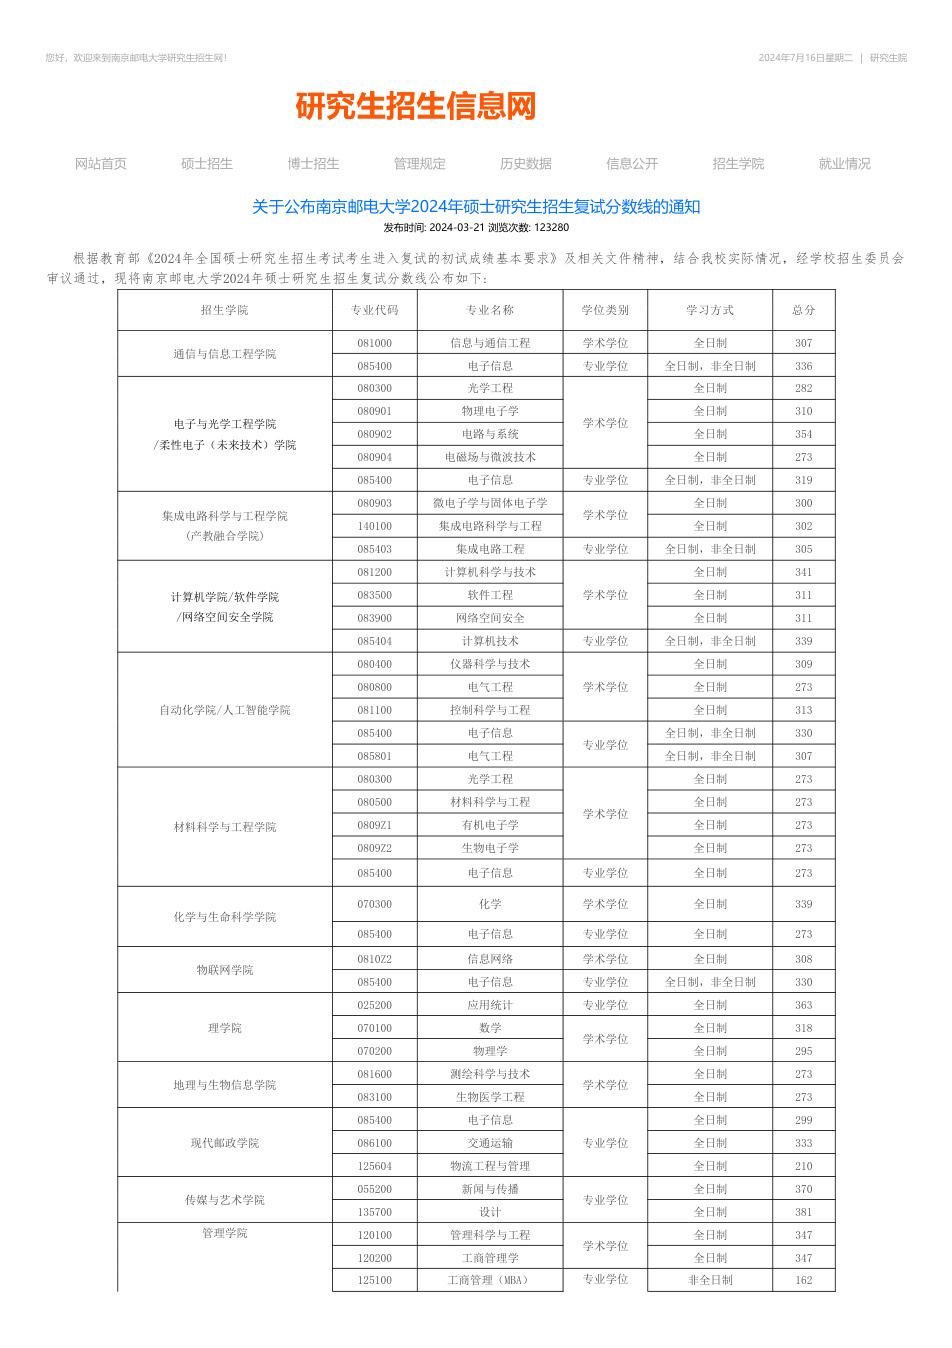 您好，欢迎来到南京邮电大学研究生招生网！ 2024年7月16日星期二 | 研究生院
研究生招生信息网
网站首页 硕士招生 博士招生 管理规定 历史数据 信息公开 招生学院 就业情况
关于公布南京邮电大学2024年硕士研究生招生复试分数线的通知
发布时间: 2024-03-21 浏览次数: 123280
根据教育部《2024年全国硕士研究生招生考试考生进入复试的初试成绩基本要求》及相关文件精神，结合我校实际情况，经学校招生委员会
审议通过，现将南京邮电大学2024年硕士研究生招生复试分数线公布如下：
招生学院 专业代码 专业名称 学位类别 学习方式 总分
通信与信息工程学院 081000 信息与通信工程 学术学位 全日制 307
085400 电子信息 专业学位 全日制，非全日制 336
电子与光学工程学院
/柔性电子（未来技术）学院 080300 光学工程 学术学位 全日制 282
080901 物理电子学 全日制 310
080902 电路与系统 全日制 354
080904 电磁场与微波技术 全日制 273
085400 电子信息 专业学位 全日制，非全日制 319
集成电路科学与工程学院
（产教融合学院） 080903 微电子学与固体电子学 学术学位 全日制 300
140100 集成电路科学与工程 全日制 302
085403 集成电路工程 专业学位 全日制，非全日制 305
计算机学院/软件学院
/网络空间安全学院 081200 计算机科学与技术 学术学位 全日制 341
083500 软件工程 全日制 311
083900 网络空间安全 全日制 311
085404 计算机技术 专业学位 全日制，非全日制 339
自动化学院/人工智能学院 080400 仪器科学与技术 学术学位 全日制 309
080800 电气工程 全日制 273
081100 控制科学与工程 全日制 313
085400 电子信息 专业学位 全日制，非全日制 330
085801 电气工程 全日制，非全日制 307
材料科学与工程学院 080300 光学工程 学术学位 全日制 273
080500 材料科学与工程 全日制 273
0809Z1 有机电子学 全日制 273
0809Z2 生物电子学 全日制 273
085400 电子信息 专业学位 全日制 273
化学与生命科学学院 070300 化学 学术学位 全日制 339
085400 电子信息 专业学位 全日制 273
物联网学院 0810Z2 信息网络 学术学位 全日制 308
085400 电子信息 专业学位 全日制，非全日制 330
理学院 025200 应用统计 专业学位 全日制 363
070100 数学 学术学位 全日制 318
070200 物理学 全日制 295
地理与生物信息学院 081600 测绘科学与技术 学术学位 全日制 273
083100 生物医学工程 全日制 273
现代邮政学院 085400 电子信息 专业学位 全日制 299
086100 交通运输 全日制 333
125604 物流工程与管理 全日制 210
传媒与艺术学院 055200 新闻与传播 专业学位 全日制 370
135700 设计 全日制 381
管理学院 120100 管理科学与工程 学术学位 全日制 347
120200 工商管理学 全日制 347
125100 工商管理（MBA） 专业学位 非全日制 162